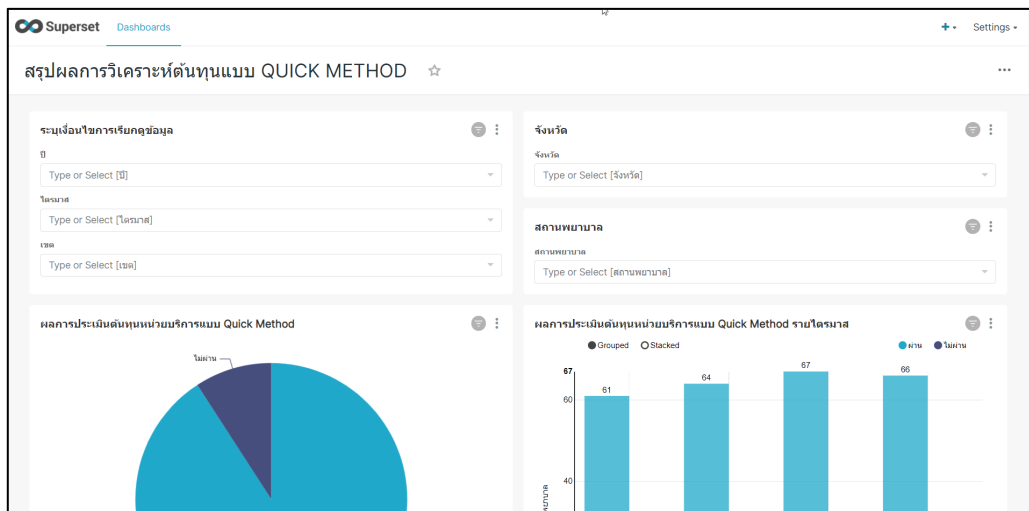 Superset Dashboards + Settings
สรุปผลการวิเคราะห์ต้นทุนแบบ QUICK METHOD
ระบุเงื่อนไขการเรียกดูข้อมูล
ปี
Type or Select [ปี]
ไตรมาส
Type or Select [ไตรมาส]
เขต
Type or Select [เขต]
จังหวัด
จังหวัด
Type or Select [จังหวัด]
สถานพยาบาล
สถานพยาบาล
Type or Select [สถานพยาบาล]
ผลการประเมินต้นทุนหน่วยบริการแบบ Quick Method
ไม่ผ่าน
ผลการประเมินต้นทุนหน่วยบริการแบบ Quick Method รายไตรมาส
Grouped Stacked ผ่าน ไม่ผ่าน
67
61 64 67 66
60
40